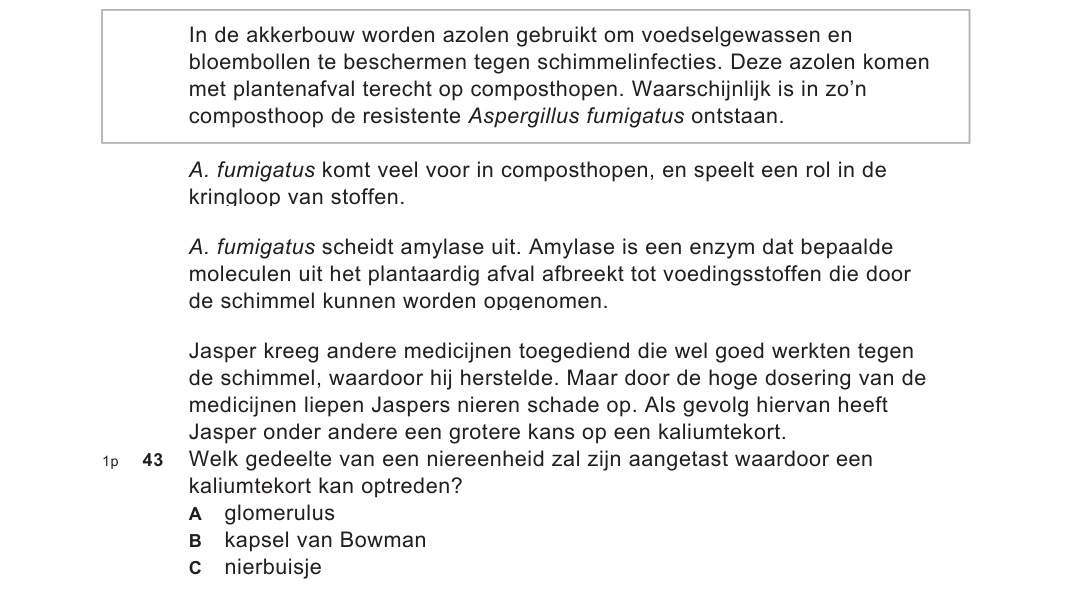 In de akkerbouw worden azolen gebruikt om voedselgewassen en
bloembollen te beschermen tegen schimmelinfecties. Deze azolen komen
met plantenafval terecht op composthopen. Waarschijnlijk is in zo’n
composthoop de resistente Aspergillus fumigatus ontstaan.
A. fumigatus komt veel voor in composthopen, en speelt een rol in de
kringloop van stoffen.
A. fumigatus scheidt amylase uit. Amylase is een enzym dat bepaalde
moleculen uit het plantaardig afval afbreekt tot voedingsstoffen die door
de schimmel kunnen worden opgenomen.
Jasper kreeg andere medicijnen toegediend die wel goed werkten tegen
de schimmel, waardoor hij herstelde. Maar door de hoge dosering van de
medicijnen liepen Jaspers nieren schade op. Als gevolg hiervan heeft
Jasper onder andere een grotere kans op een kaliumtekort.
1p 43 Welk gedeelte van een niereenheid zal zijn aangetast waardoor een
kaliumtekort kan optreden?
A glomerulus
B kapsel van Bowman
C nierbuisje